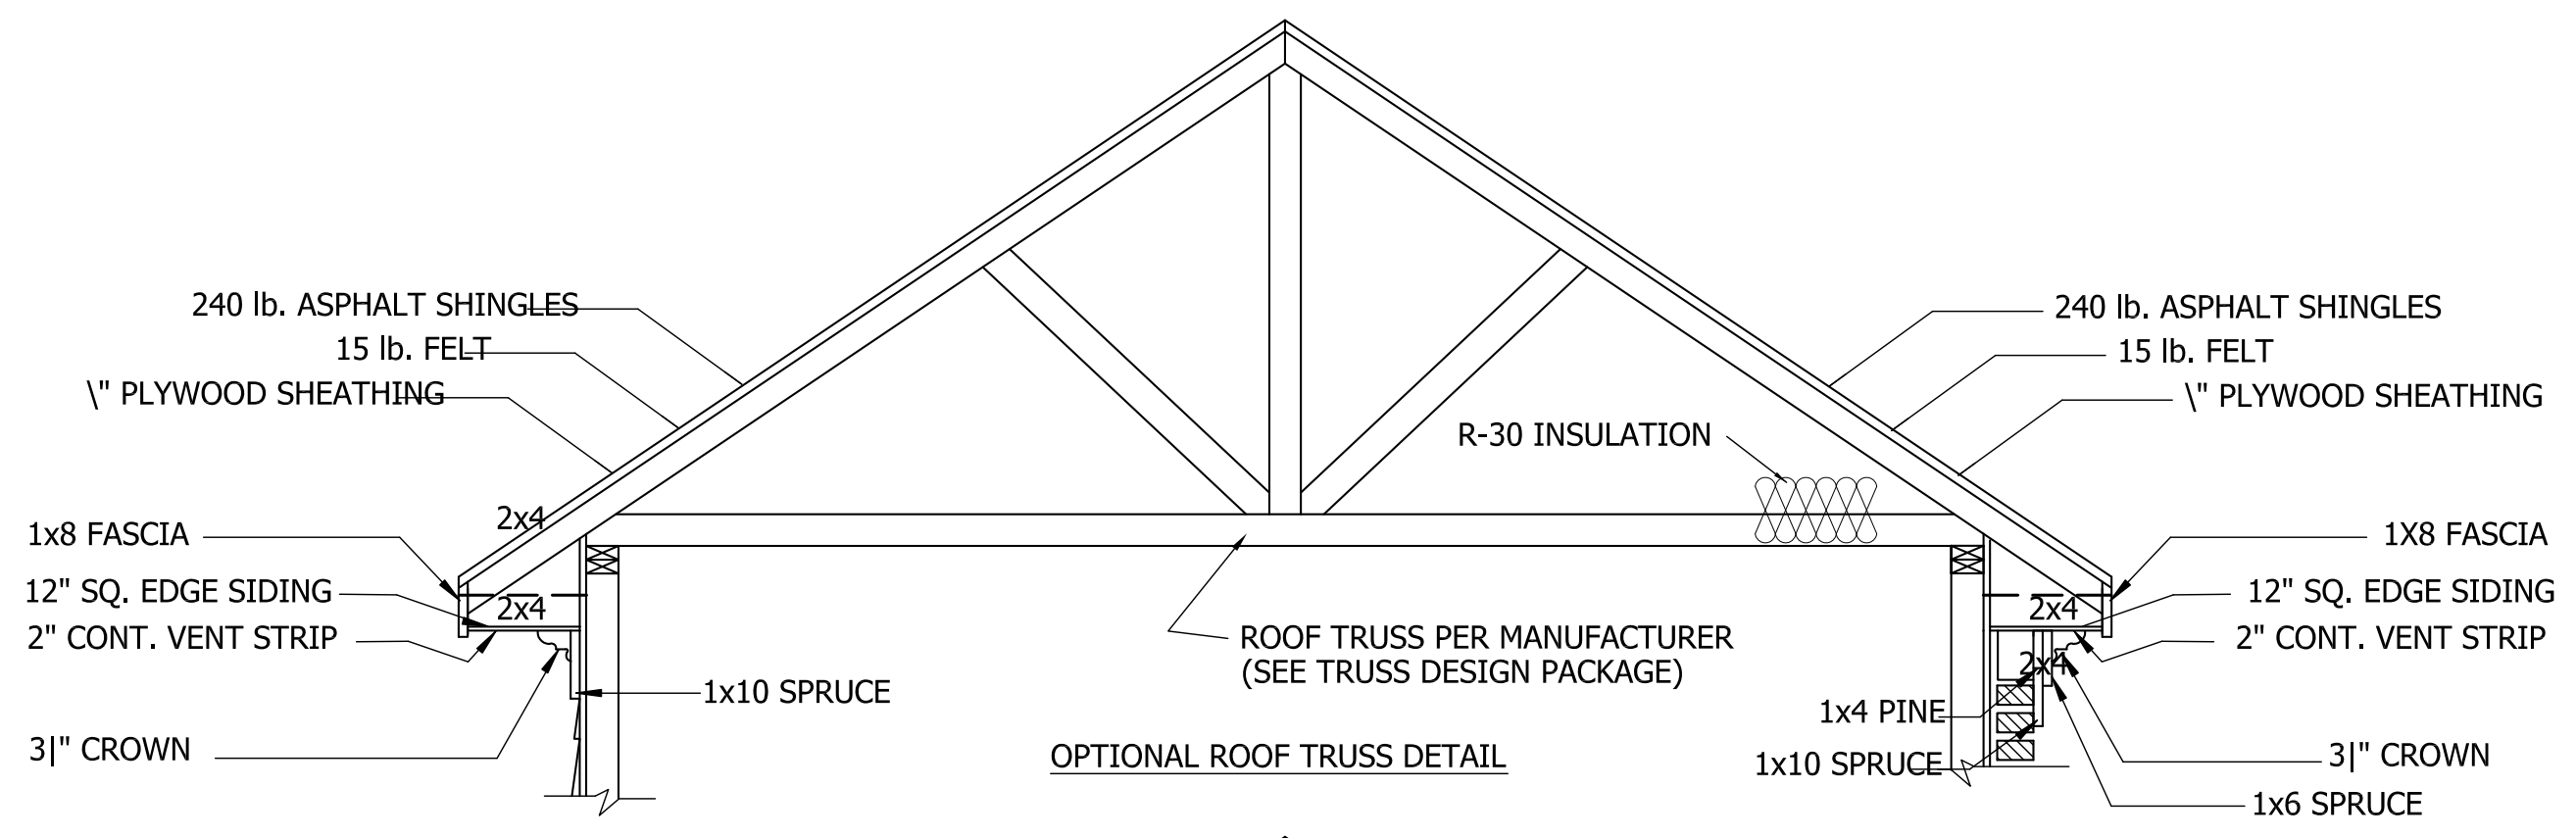 240 lb. ASPHALT SHINGLES
15 lb. FELT
\" PLYWOOD SHEATHING
2x4
1x8 FASCIA
12" SQ. EDGE SIDING
2x4
2" CONT. VENT STRIP
1x10 SPRUCE
3|" CROWN
R-30 INSULATION
ROOF TRUSS PER MANUFACTURER
(SEE TRUSS DESIGN PACKAGE)
OPTIONAL ROOF TRUSS DETAIL
240 lb. ASPHALT SHINGLES
15 lb. FELT
\" PLYWOOD SHEATHING
1X8 FASCIA
12" SQ. EDGE SIDING
2x4
2" CONT. VENT STRIP
2x4
1x4 PINE
1x10 SPRUCE
3|" CROWN
1x6 SPRUCE